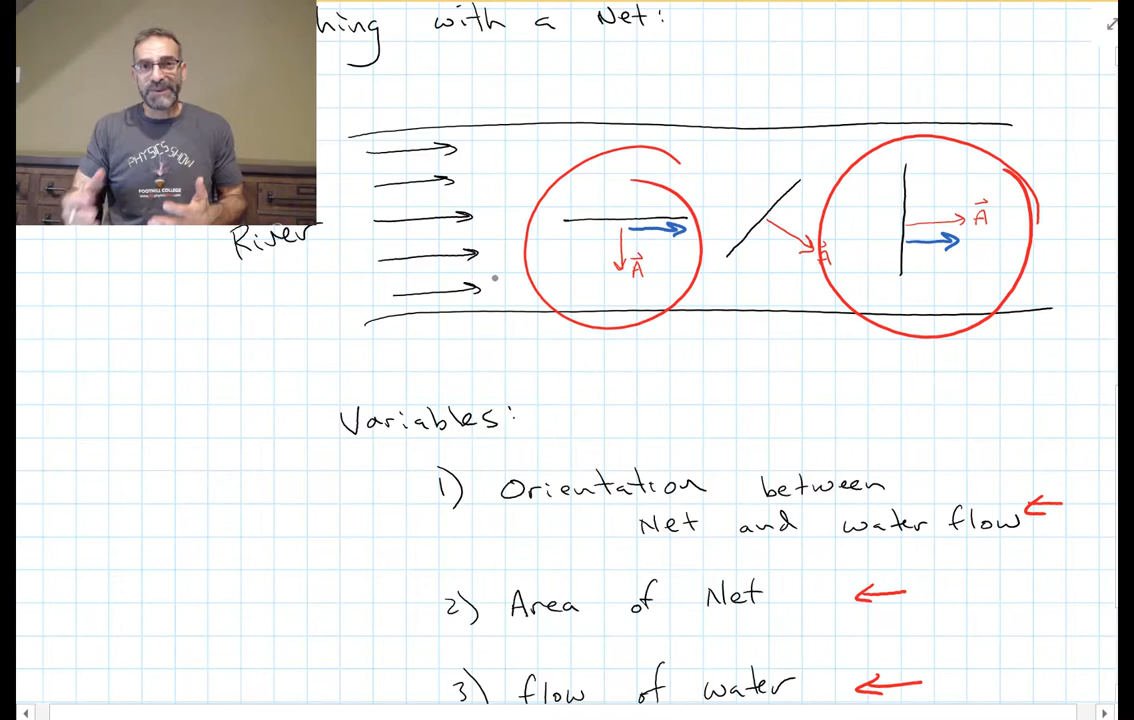 hing with a Net:
PHYSICS SHOW
FOOTHILL COLLEGE
River
A
A
A
Variables:
1) Orientation between
Net and water flow
2) Area of Net
3) flow of water